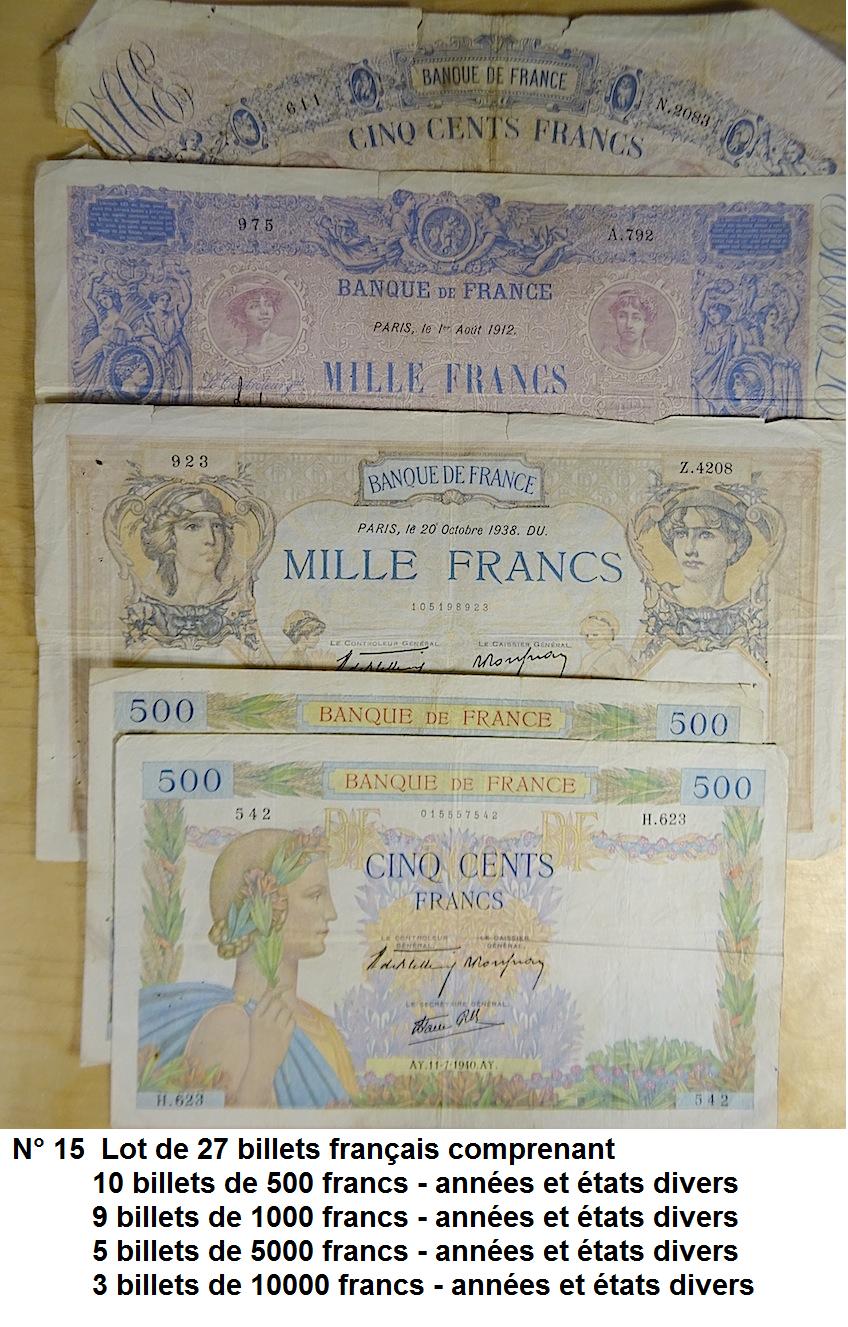 BANQUE DE FRANCE
611
N.2083
CINQ CENTS FRANCS
975
A.792
BANQUE DE FRANCE
PARIS, le 1er Août 1912.
Le Contrôleur gal
MILLE FRANCS
923
Z.4208
BANQUE DE FRANCE
PARIS, le 20 Octobre 1938. DU.
MILLE FRANCS
105198923
LE CONTROLEUR GÉNÉRAL
LE CAISSIER GÉNÉRAL
500
BANQUE DE FRANCE
500
500
BANQUE DE FRANCE
500
542
015557542
H.623
CINQ CENTS
FRANCS
LE CONTROLEUR GÉNÉRAL.
LE CAISSIER GÉNÉRAL.
LE SECRÉTAIRE GÉNÉRAL.
AY.11-7-1940.AY.
H.623
542
N° 15 Lot de 27 billets français comprenant
10 billets de 500 francs - années et états divers
9 billets de 1000 francs - années et états divers
5 billets de 5000 francs - années et états divers
3 billets de 10000 francs - années et états divers